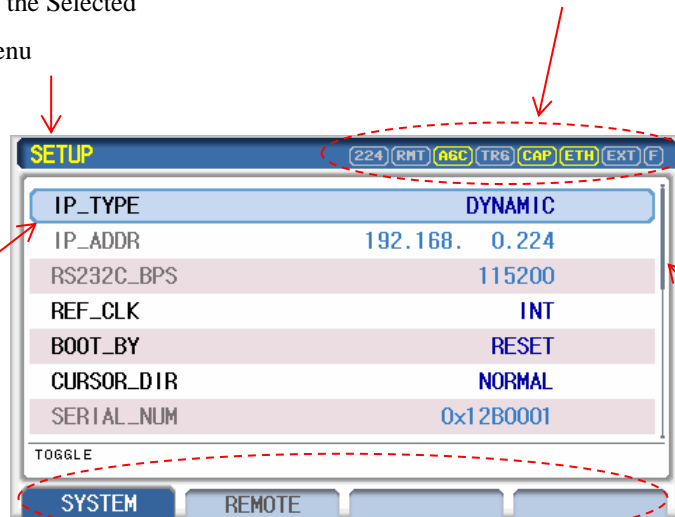 the Selected
enu
SETUP
224 RMT AGC TRG CAP ETH EXT F
IP_TYPE DYNAMIC
IP_ADDR 192.168. 0.224
RS232C_BPS 115200
REF_CLK INT
BOOT_BY RESET
CURSOR_DIR NORMAL
SERIAL_NUM 0x12B0001
TOGGLE
SYSTEM REMOTE